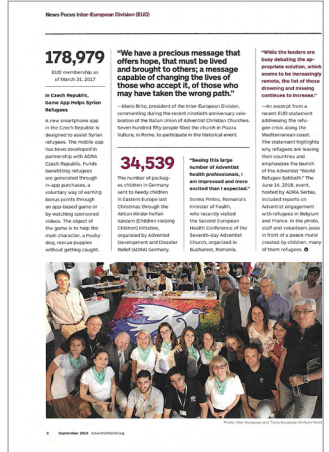 News Focus Inter-European Division (EUD)
178,979
EUD membership as
of March 31, 2017
In Czech Republic,
Game App Helps Syrian
Refugees
A new smartphone app
in the Czech Republic is
designed to assist Syrian
refugees. The mobile app
has been developed in
partnership with ADRA
Czech Republic. Funds
benefitting refugees
are generated through
in-app purchases, a
voluntary way of earning
bonus points through
an app-based game or
by watching sponsored
videos. The object of
the game is to help the
main character, a Husky
dog, rescue puppies
without getting caught.
"We have a precious message that
offers hope, that must be lived
and brought to others; a message
capable of changing the lives of
those who accept it, of those who
may have taken the wrong path."
—Mario Brito, president of the Inter-European Division,
commenting during the recent ninetieth anniversary cele-
bration of the Italian Union of Adventist Christian Churches.
Seven hundred fifty people filled the church in Piazza
Vulture, in Rome, to participate in the historical event.
34,539
The number of packag-
es children in Germany
sent to needy children
in Eastern Europe last
Christmas through the
Aktion Kinder helfen
Kindern (Children Helping
Children) initiative,
organized by Adventist
Development and Disaster
Relief (ADRA) Germany.
"Seeing this large
number of Adventist
health professionals, I
am impressed and more
excited than I expected."
Sorina Pintea, Romania's
minister of health,
who recently visited
the Second European
Health Conference of the
Seventh-day Adventist
Church, organized in
Bucharest, Romania.
"While the leaders are
busy debating the ap-
propriate solution, which
seems to be increasingly
remote, the list of those
drowning and missing
continues to increase."
—An excerpt from a
recent EUD statement
addressing the refu-
gee crisis along the
Mediterranean coast.
The statement highlights
why refugees are leaving
their countries and
emphasizes the launch
of the Adventist "World
Refugee Sabbath." The
June 16, 2018, event,
hosted by ADRA Serbia,
included reports on
Adventist engagement
with refugees in Belgium
and France. In the photo,
staff and volunteers pose
in front of a peace mural
created by children, many
of them refugees.
Photo: Inter-European and Trans-European Division News
6 September 2018 AdventistWorld.org